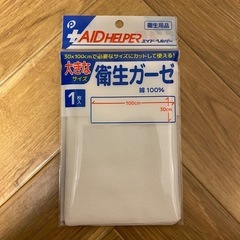 衛生用品
AID HELPER
エイド・ヘルパー
30×100cmで必要なサイズにカットして使える!
大きな
サイズ
衛生ガーゼ
1枚入
綿100%
100cm
30cm